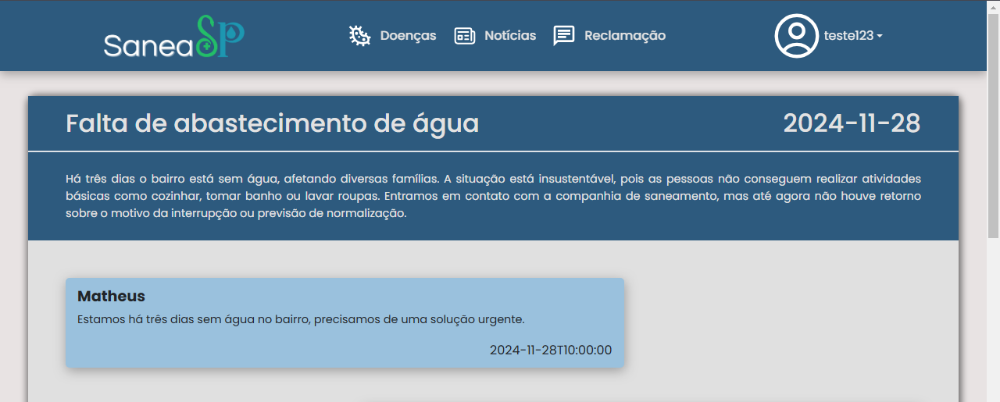 SaneaSP
Doenças Notícias Reclamação
teste123
Falta de abastecimento de água
2024-11-28
Há três dias o bairro está sem água, afetando diversas famílias. A situação está insustentável, pois as pessoas não conseguem realizar atividades
básicas como cozinhar, tomar banho ou lavar roupas. Entramos em contato com a companhia de saneamento, mas até agora não houve retorno
sobre o motivo da interrupção ou previsão de normalização.
Matheus
Estamos há três dias sem água no bairro, precisamos de uma solução urgente.
2024-11-28T10:00:00